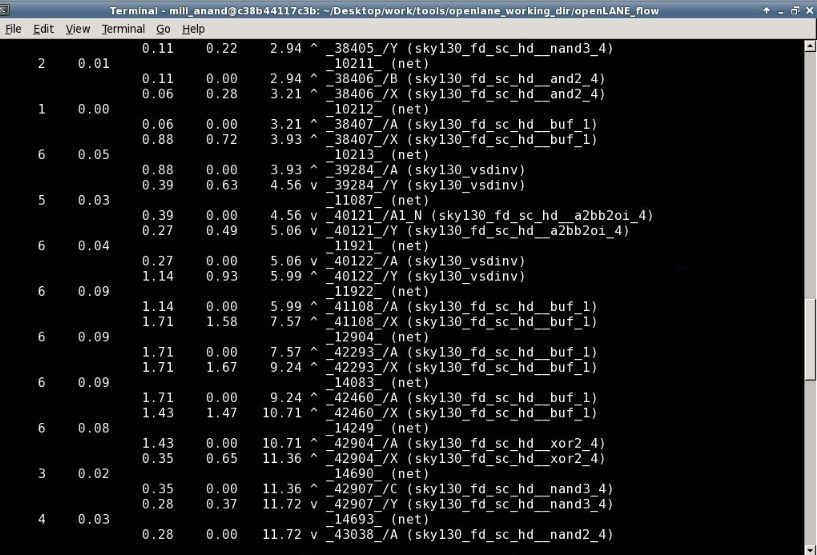 Terminal - mili_anand@c38b44117c3b: ~/Desktop/work/tools/openlane_working_dir/openLANE_flow
File Edit View Terminal Go Help
0.11 0.22 2.94 ^ _38405_/Y (sky130_fd_sc_hd__nand3_4)
2 0.01 _10211_ (net)
0.11 0.00 2.94 ^ _38406_/B (sky130_fd_sc_hd__and2_4)
0.06 0.28 3.21 ^ _38406_/X (sky130_fd_sc_hd__and2_4)
1 0.00 _10212_ (net)
0.06 0.00 3.21 ^ _38407_/A (sky130_fd_sc_hd__buf_1)
0.88 0.72 3.93 ^ _38407_/X (sky130_fd_sc_hd__buf_1)
6 0.05 _10213_ (net)
0.88 0.00 3.93 ^ _39284_/A (sky130_vsdinv)
0.39 0.63 4.56 v _39284_/Y (sky130_vsdinv)
5 0.03 _11087_ (net)
0.39 0.00 4.56 v _40121_/A1_N (sky130_fd_sc_hd__a2bb2oi_4)
0.27 0.49 5.06 v _40121_/Y (sky130_fd_sc_hd__a2bb2oi_4)
6 0.04 _11921_ (net)
0.27 0.00 5.06 v _40122_/A (sky130_vsdinv)
1.14 0.93 5.99 ^ _40122_/Y (sky130_vsdinv)
6 0.09 _11922_ (net)
1.14 0.00 5.99 ^ _41108_/A (sky130_fd_sc_hd__buf_1)
1.71 1.58 7.57 ^ _41108_/X (sky130_fd_sc_hd__buf_1)
6 0.09 _12904_ (net)
1.71 0.00 7.57 ^ _42293_/A (sky130_fd_sc_hd__buf_1)
1.71 1.67 9.24 ^ _42293_/X (sky130_fd_sc_hd__buf_1)
6 0.09 _14083_ (net)
1.71 0.00 9.24 ^ _42460_/A (sky130_fd_sc_hd__buf_1)
1.43 1.47 10.71 ^ _42460_/X (sky130_fd_sc_hd__buf_1)
6 0.08 _14249_ (net)
1.43 0.00 10.71 ^ _42904_/A (sky130_fd_sc_hd__xor2_4)
0.35 0.65 11.36 ^ _42904_/X (sky130_fd_sc_hd__xor2_4)
3 0.02 _14690_ (net)
0.35 0.00 11.36 ^ _42907_/C (sky130_fd_sc_hd__nand3_4)
0.28 0.37 11.72 v _42907_/Y (sky130_fd_sc_hd__nand3_4)
4 0.03 _14693_ (net)
0.28 0.00 11.72 v _43038_/A (sky130_fd_sc_hd__nand2_4)